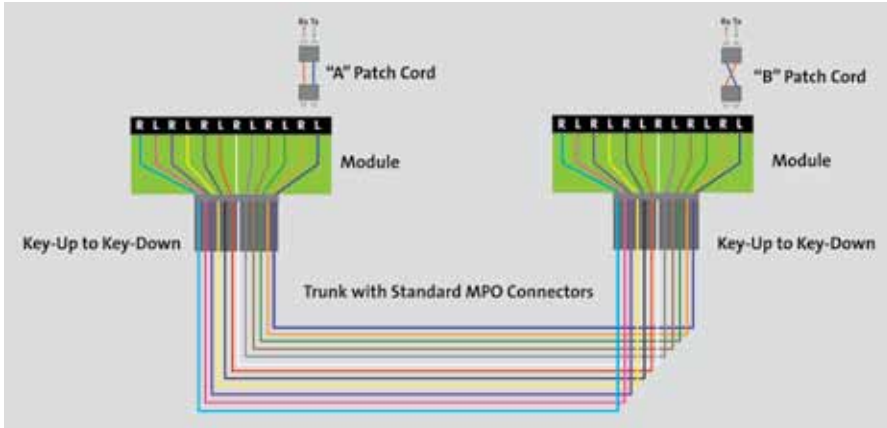 Rx Tx
"A" Patch Cord
R L R L R L R L R L R L
Module
Key-Up to Key-Down
Rx Tx
"B" Patch Cord
R L R L R L R L R L R L
Module
Key-Up to Key-Down
Trunk with Standard MPO Connectors